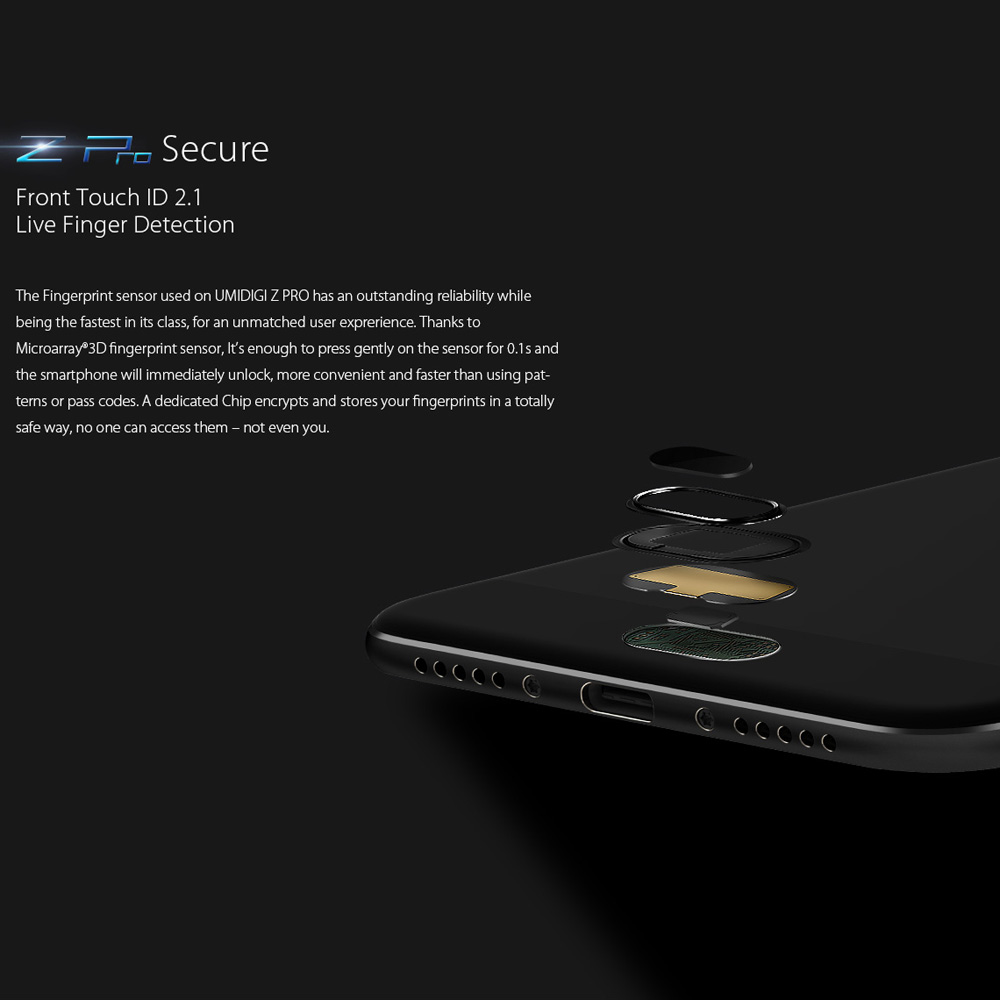 Z Pro Secure
Front Touch ID 2.1
Live Finger Detection
The Fingerprint sensor used on UMIDIGI Z PRO has an outstanding reliability while
being the fastest in its class, for an unmatched user exprerience. Thanks to
Microarray®3D fingerprint sensor, It's enough to press gently on the sensor for 0.1s and
the smartphone will immediately unlock, more convenient and faster than using pat-
terns or pass codes. A dedicated Chip encrypts and stores your fingerprints in a totally
safe way, no one can access them – not even you.